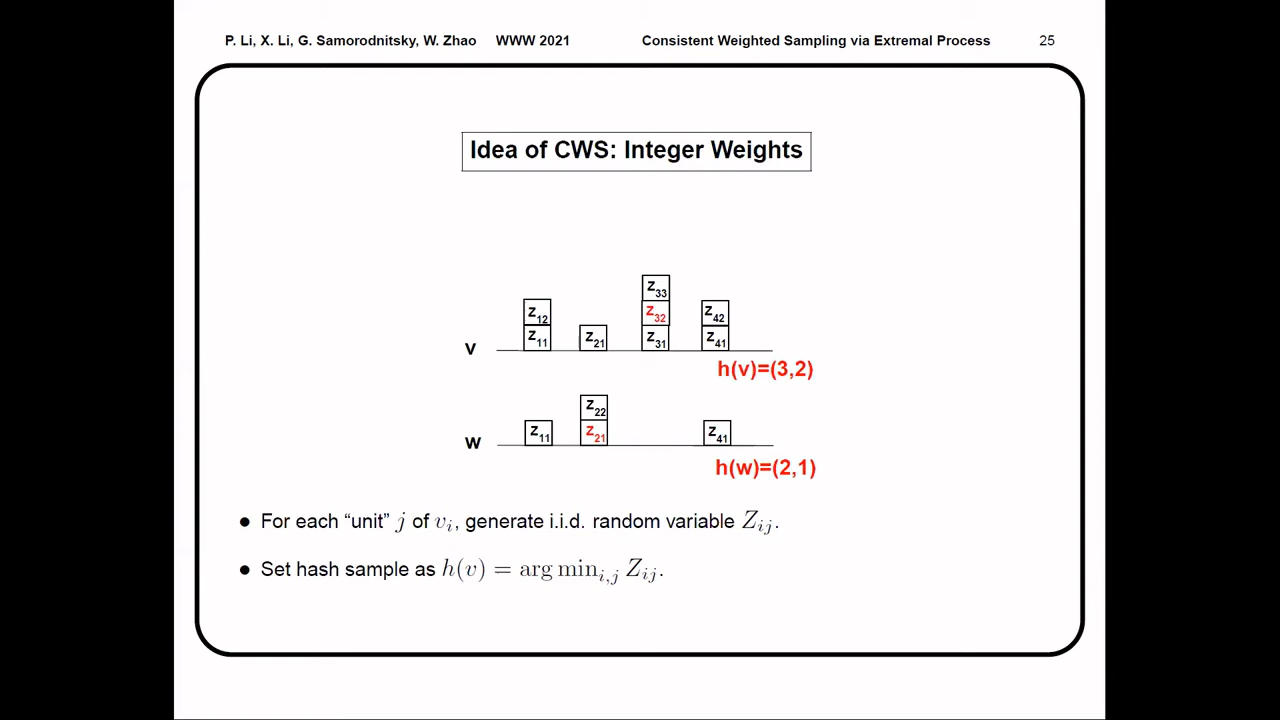 P. Li, X. Li, G. Samorodnitsky, W. Zhao WWW 2021 Consistent Weighted Sampling via Extremal Process 25
Idea of CWS: Integer Weights
z33
z12 z32 z42
z11 z21 z31 z41
v
h(v)=(3,2)
z22
z11 z21 z41
w
h(w)=(2,1)
● For each “unit” j of vi, generate i.i.d. random variable Zij.
● Set hash sample as h(v) = arg mini,j Zij.